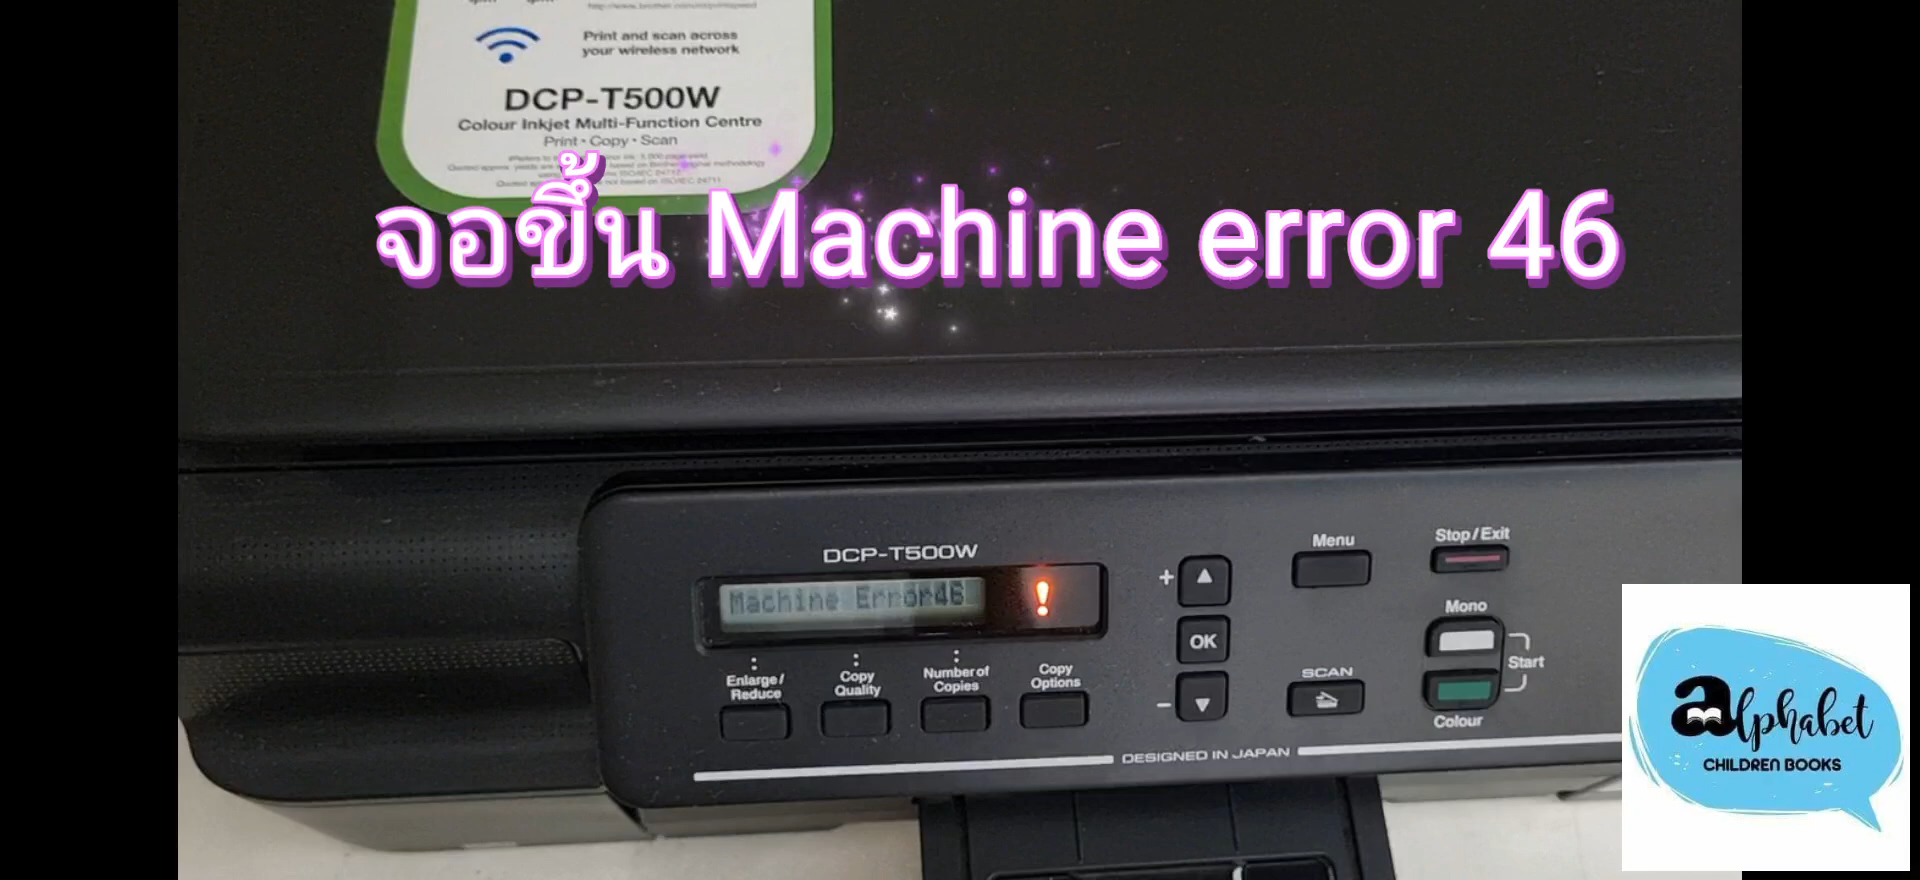 Print and scan across
your wireless network
DCP-T500W
Colour Inkjet Multi-Function Centre
Print • Copy • Scan
จอขึ้น Machine error 46
DCP-T500W
Machine Error46
!
Enlarge/
Reduce
Copy
Quality
Number of
Copies
Copy
Options
+
OK
−
Menu
SCAN
Stop/Exit
Mono
Start
Colour
DESIGNED IN JAPAN
alphabet
CHILDREN BOOKS